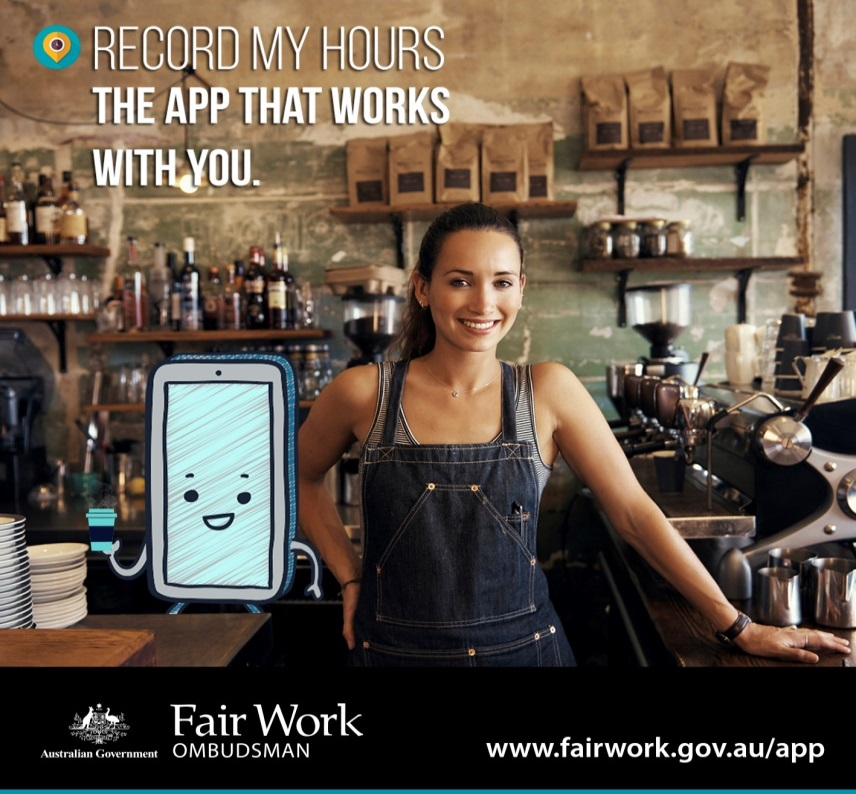 RECORD MY HOURS
THE APP THAT WORKS
WITH YOU.
Australian Government
Fair Work
OMBUDSMAN
www.fairwork.gov.au/app